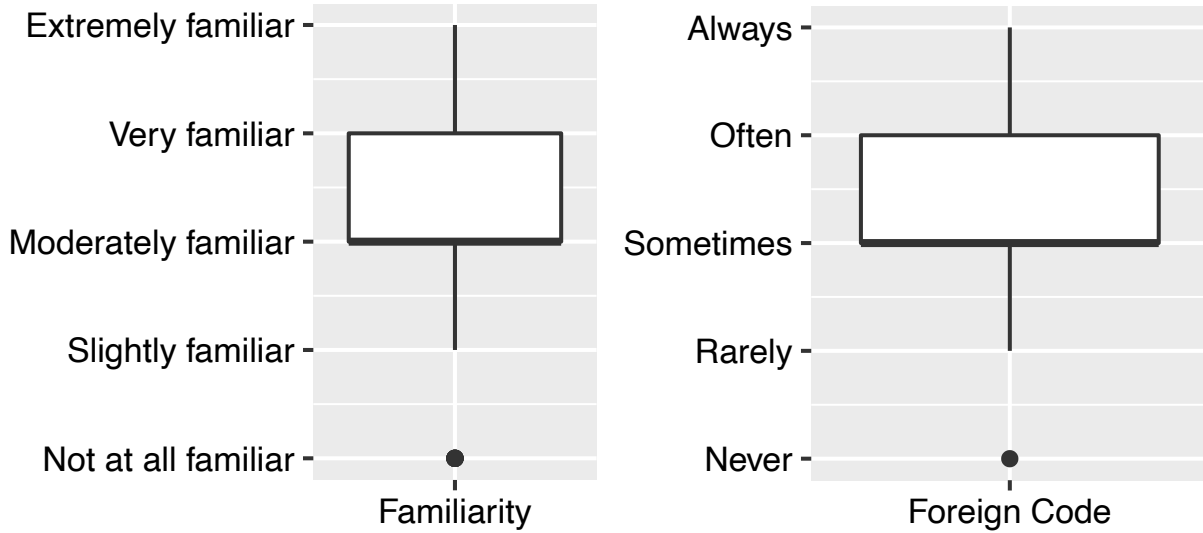 Extremely familiar
Very familiar
Moderately familiar
Slightly familiar
Not at all familiar
Familiarity
Always
Often
Sometimes
Rarely
Never
Foreign Code